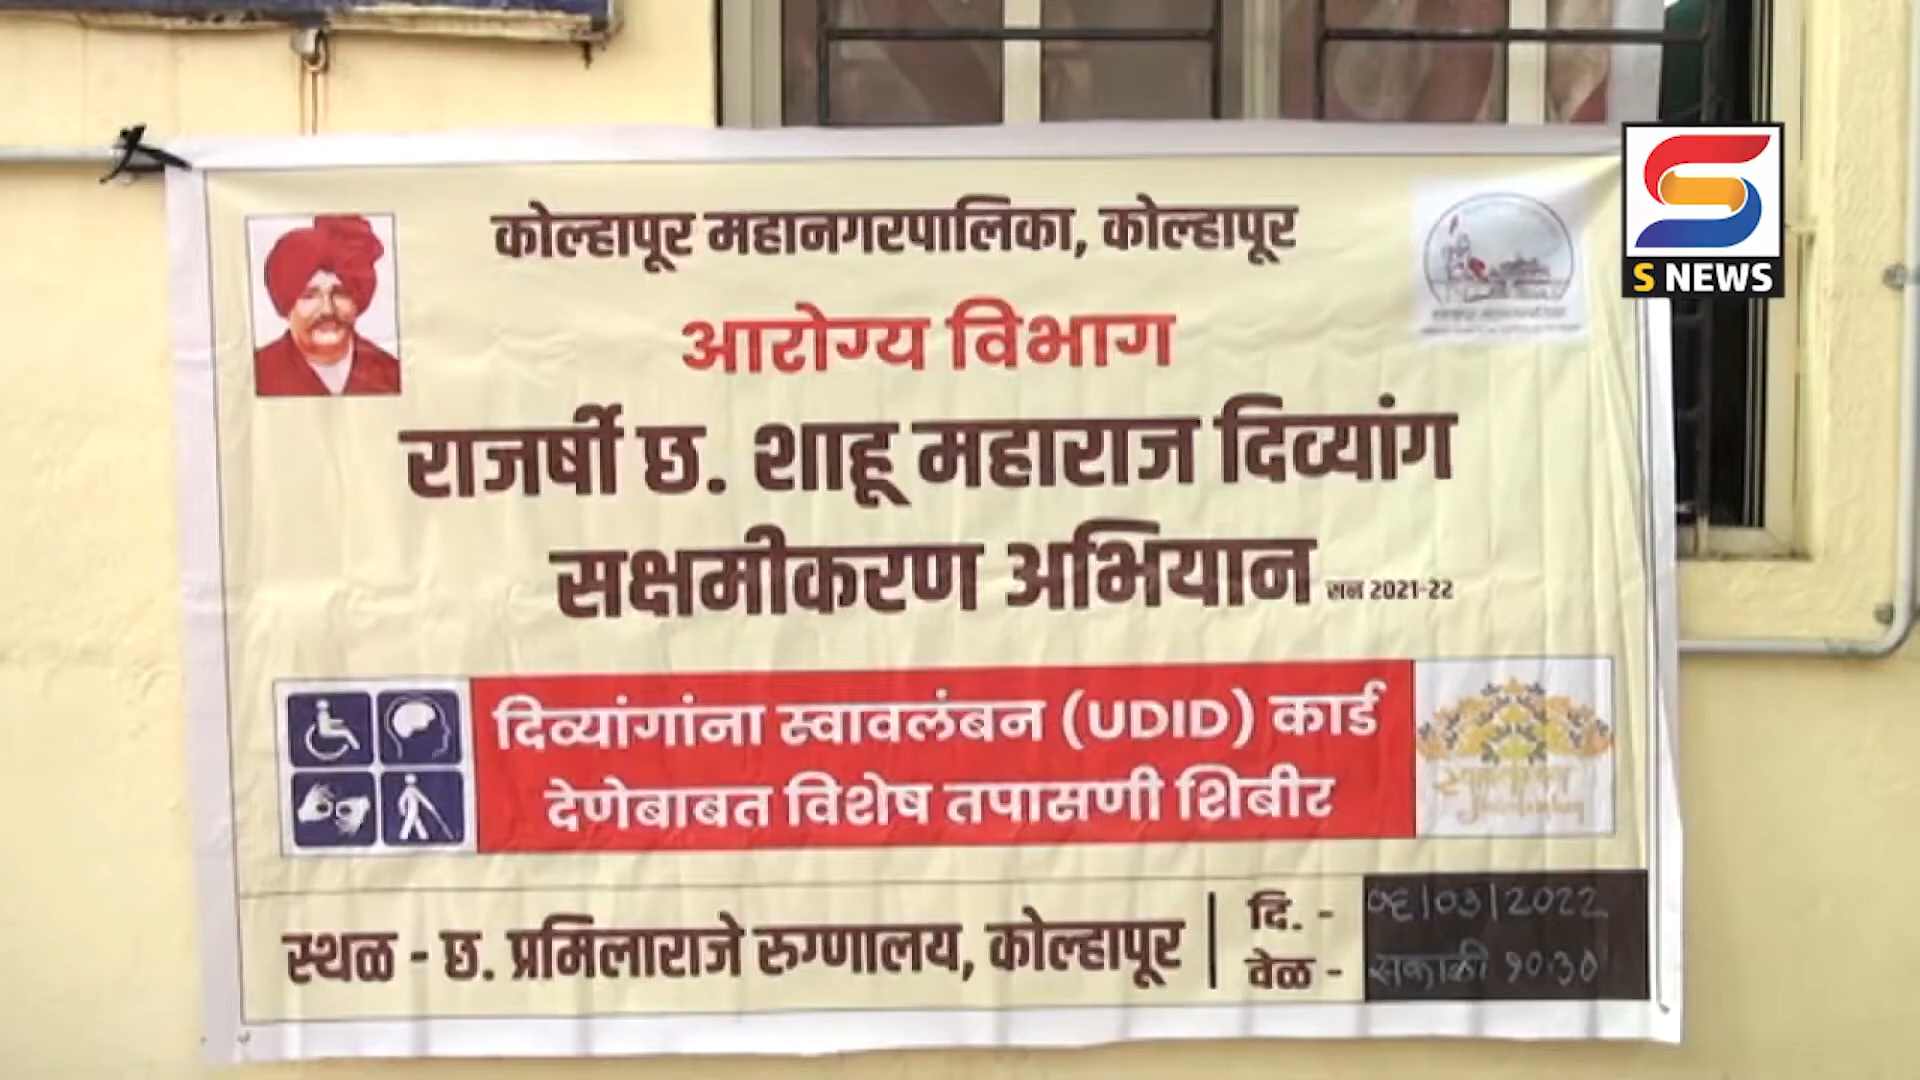 S NEWS
कोल्हापूर महानगरपालिका, कोल्हापूर
आरोग्य विभाग
राजर्षी छ. शाहू महाराज दिव्यांग
सक्षमीकरण अभियान सन 2021-22
दिव्यांगांना स्वावलंबन (UDID) कार्ड
देणेबाबत विशेष तपासणी शिबीर
स्थळ - छ. प्रमिलाराजे रुग्णालय, कोल्हापूर
दि. - ०६/०३/2022
वेळ - सकाळी १०.३०